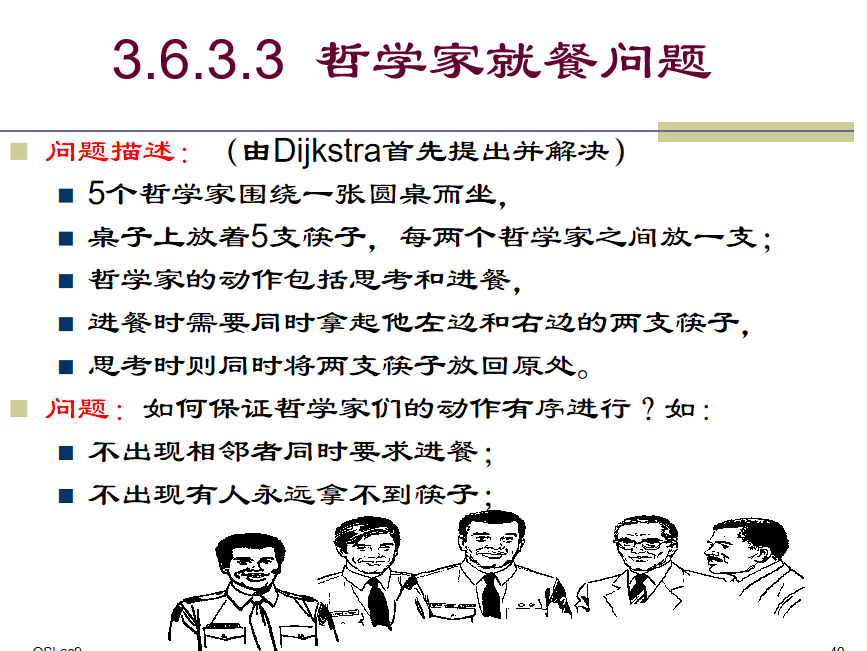 3.6.3.3 哲学家就餐问题
问题描述：（由Dijkstra首先提出并解决）
5个哲学家围绕一张圆桌而坐，
桌子上放着5支筷子，每两个哲学家之间放一支；
哲学家的动作包括思考和进餐，
进餐时需要同时拿起他左边和右边的两支筷子，
思考时则同时将两支筷子放回原处。
问题：如何保证哲学家们的动作有序进行？如：
不出现相邻者同时要求进餐；
不出现有人永远拿不到筷子；